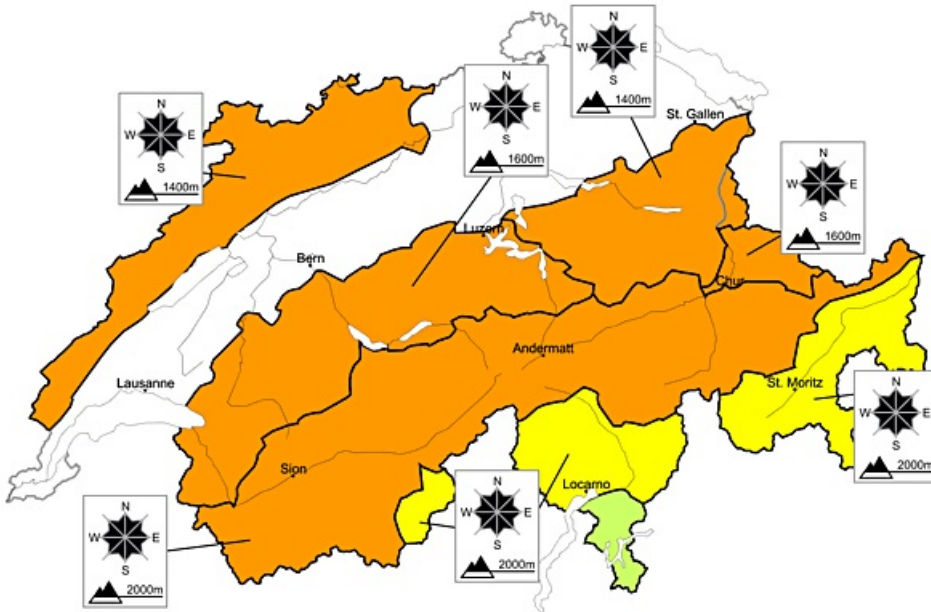 N
W E
S
1400m
N
W E
S
1600m
N
W E
S
1400m
St. Gallen
N
W E
S
1600m
Luzern
Bern
Chur
Andermatt
Lausanne
St. Moritz
N
W E
S
2000m
Sion
Locarno
N
W E
S
2000m
N
W E
S
2000m